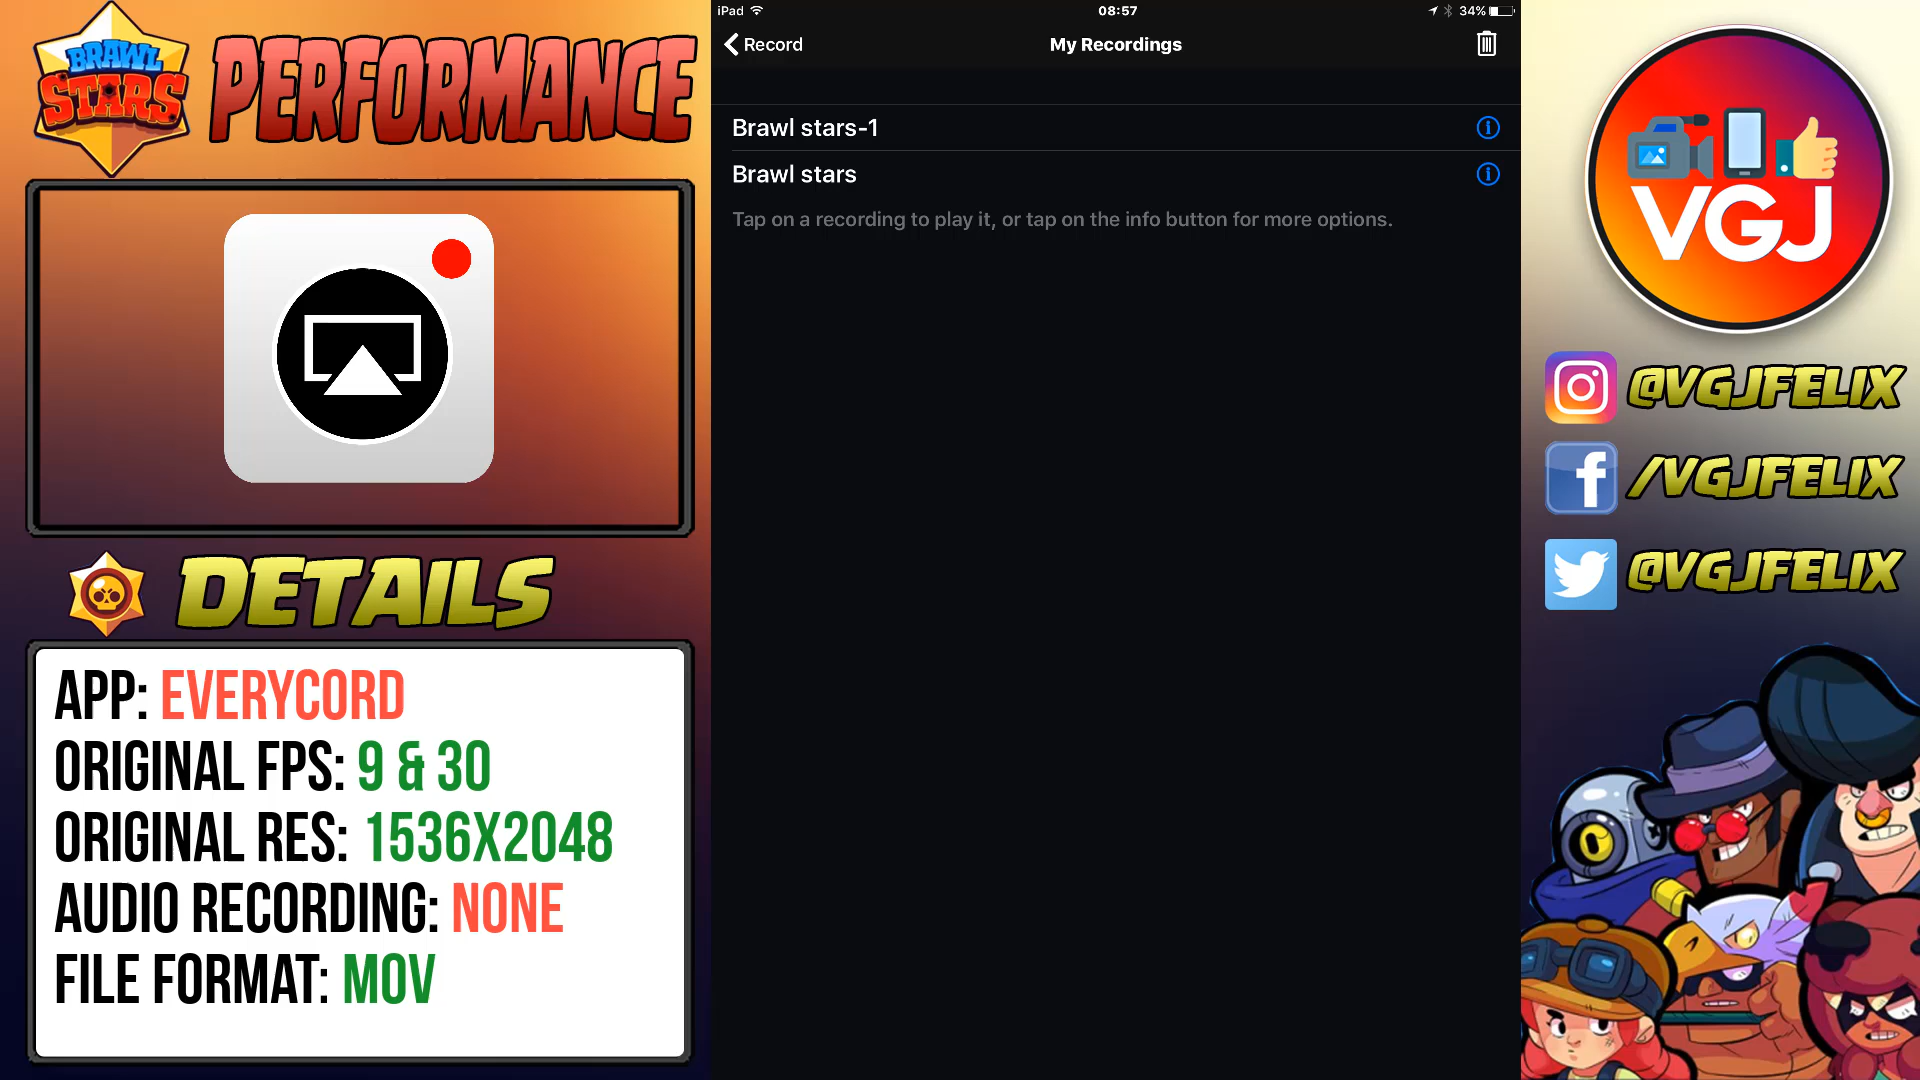 BRAWL
STARS
PERFORMANCE
DETAILS
APP: EVERYCORD
ORIGINAL FPS: 9 & 30
ORIGINAL RES: 1536X2048
AUDIO RECORDING: NONE
FILE FORMAT: MOV
iPad 08:57 34%
Record My Recordings
Brawl stars-1
Brawl stars
Tap on a recording to play it, or tap on the info button for more options.
VGJ
@VGJFELIX
/VGJFELIX
@VGJFELIX